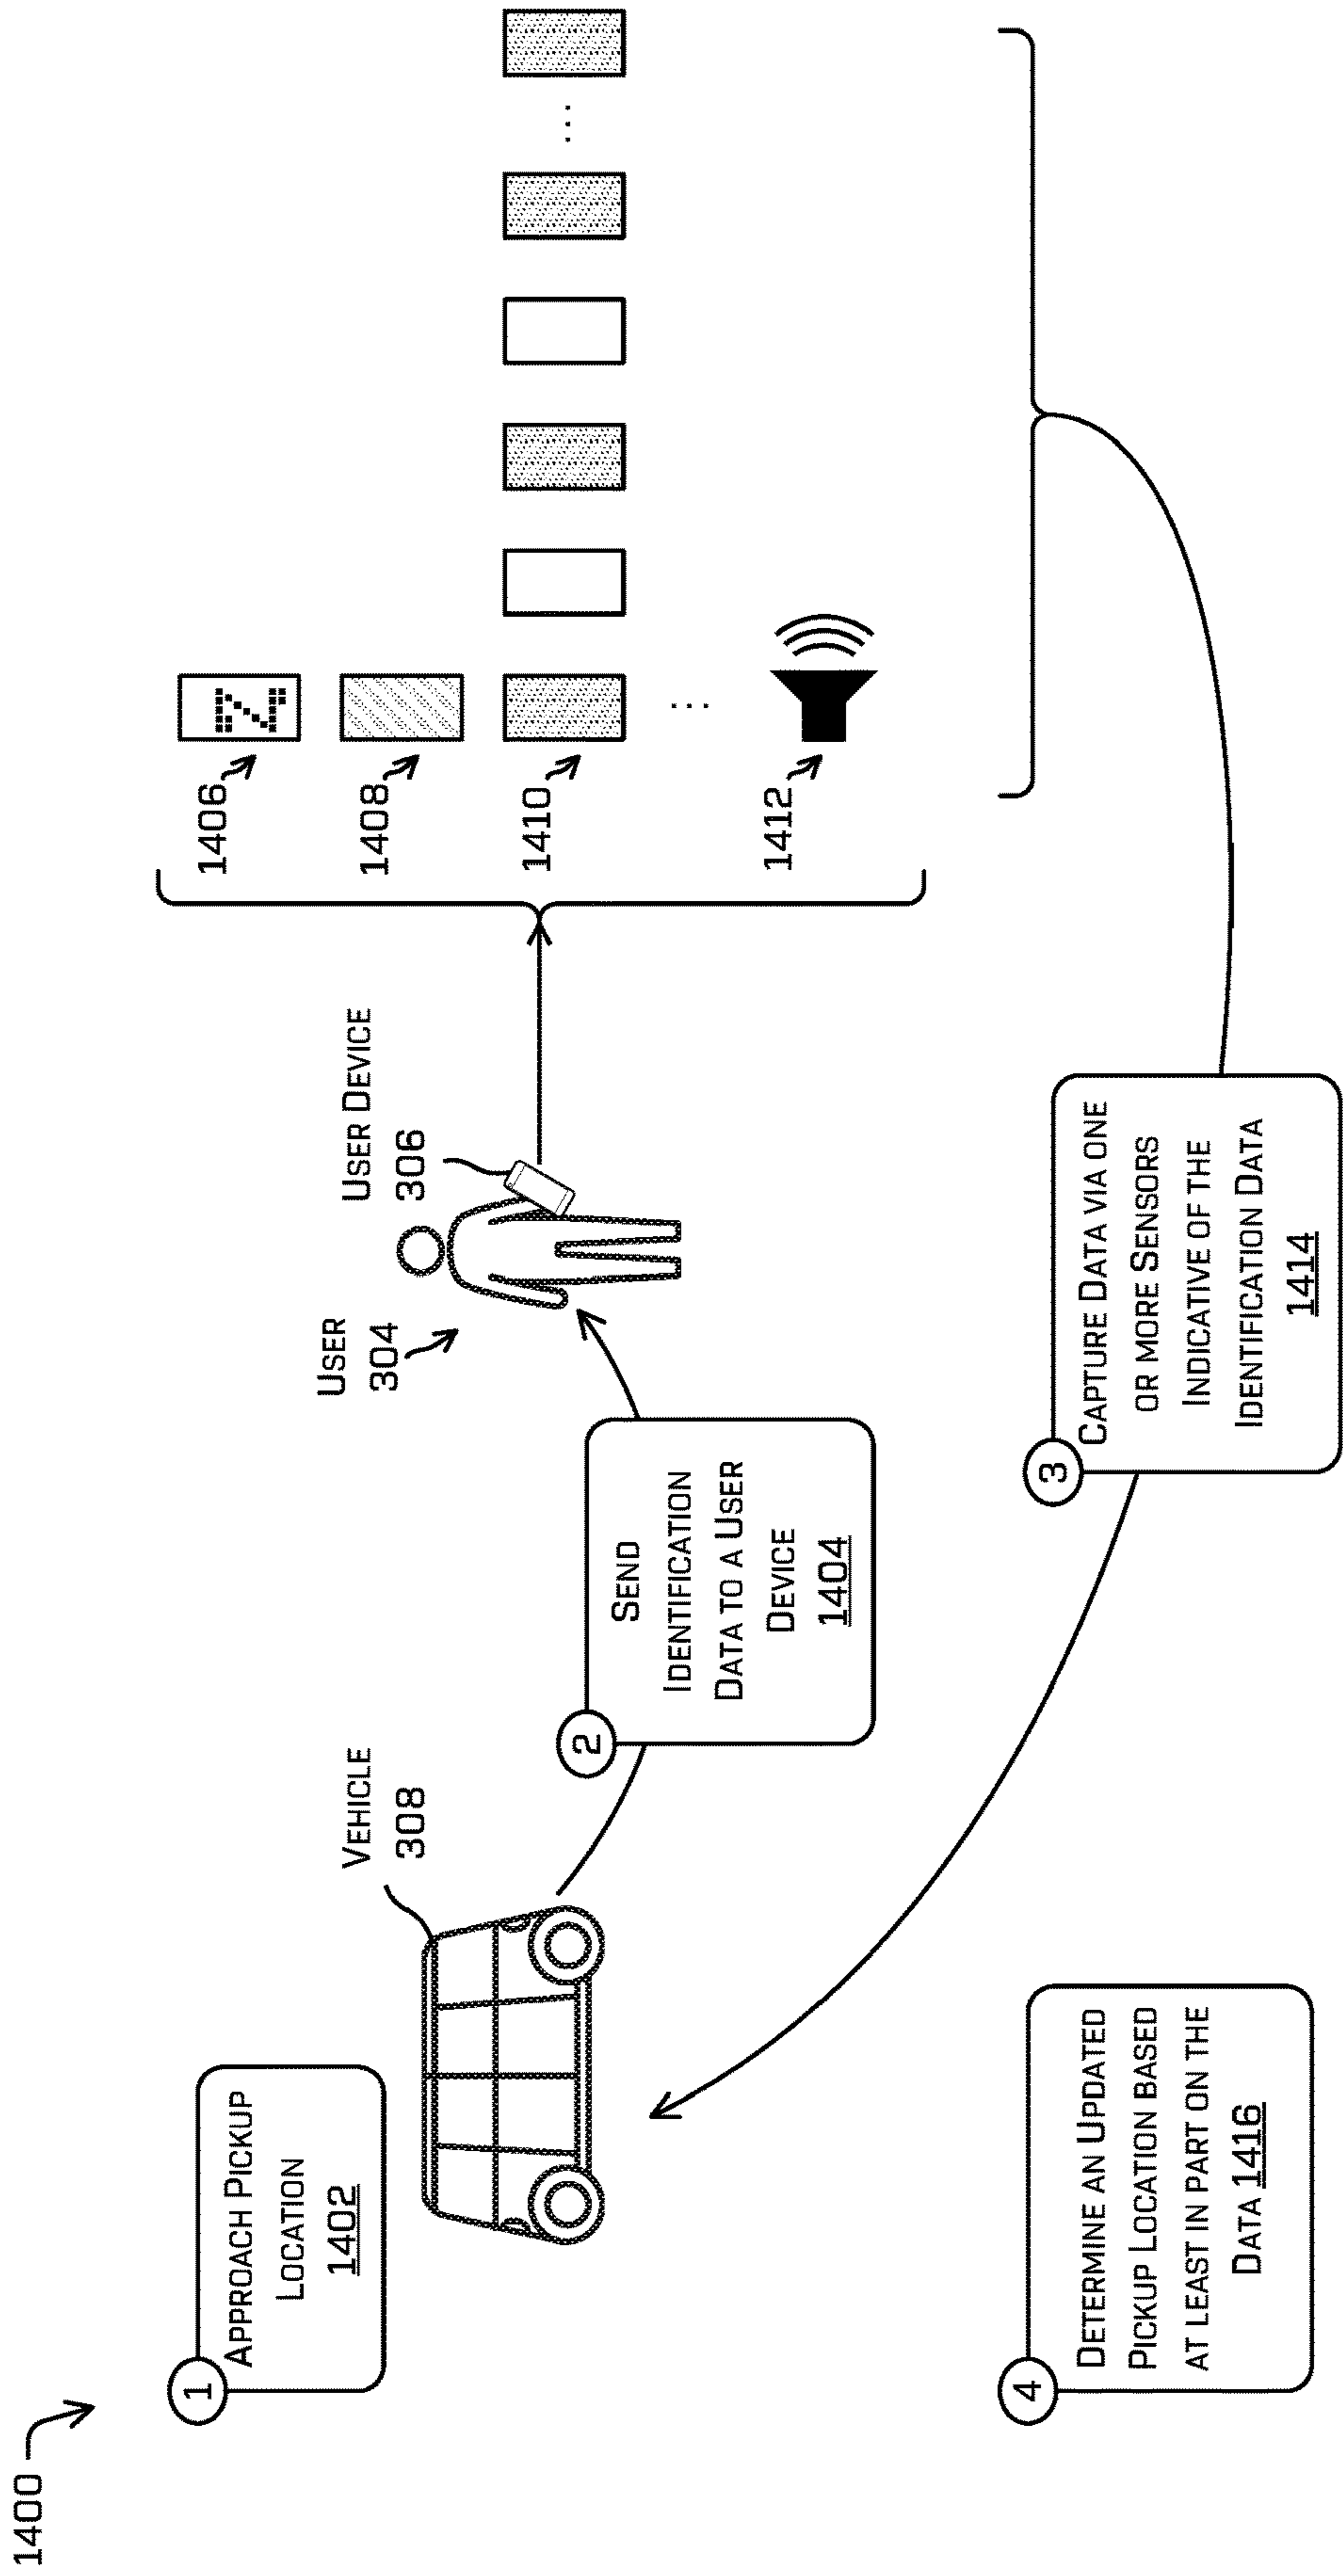 1400
1
APPROACH PICKUP
LOCATION
1402
VEHICLE
308
2
SEND
IDENTIFICATION
DATA TO A USER
DEVICE
1404
USER
304
USER DEVICE
306
1406
Z
1408
1410
...
...
1412
3
CAPTURE DATA VIA ONE
OR MORE SENSORS
INDICATIVE OF THE
IDENTIFICATION DATA
1414
4
DETERMINE AN UPDATED
PICKUP LOCATION BASED
AT LEAST IN PART ON THE
DATA 1416